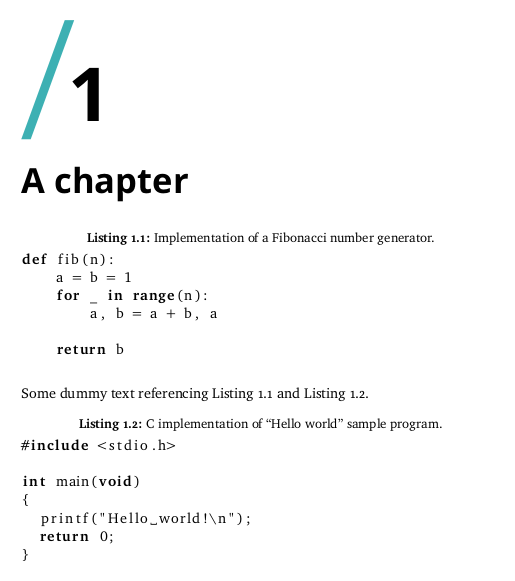 /1
A chapter
Listing 1.1: Implementation of a Fibonacci number generator.
def fib(n):
    a = b = 1
    for _ in range(n):
        a, b = a + b, a

    return b
Some dummy text referencing Listing 1.1 and Listing 1.2.
Listing 1.2: C implementation of “Hello world” sample program.
#include <stdio.h>

int main(void)
{
  printf("Hello␣world!\n");
  return 0;
}